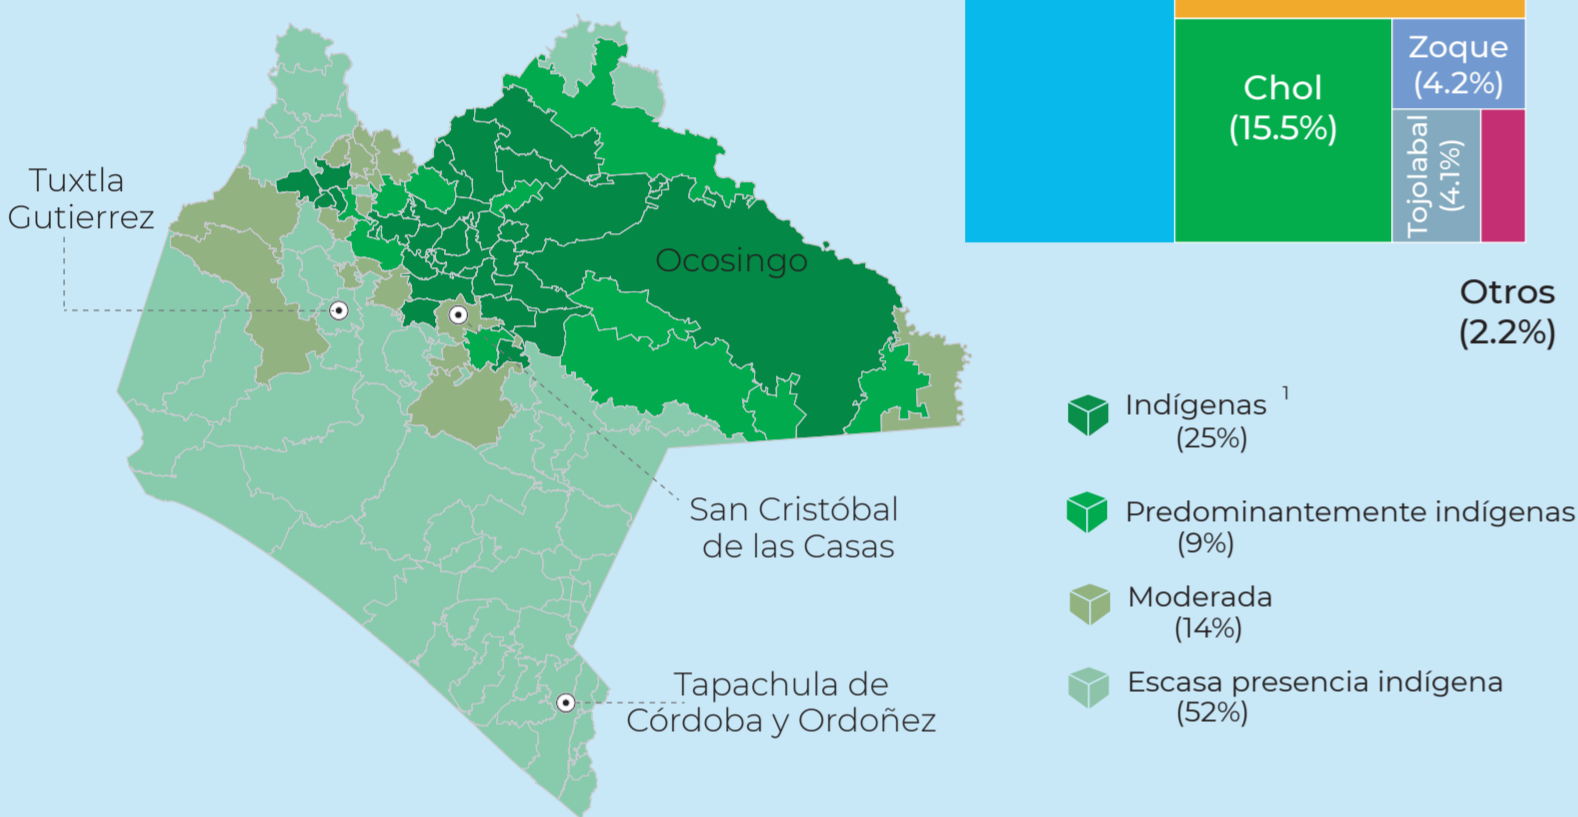 Zoque
(4.2%)
Chol
(15.5%)
Tojolabal
(4.1%)
Tuxtla
Gutierrez
Ocosingo
Otros
(2.2%)
Indígenas 1
(25%)
Predominantemente indígenas
(9%)
Moderada
(14%)
Escasa presencia indígena
(52%)
San Cristóbal
de las Casas
Tapachula de
Córdoba y Ordoñez